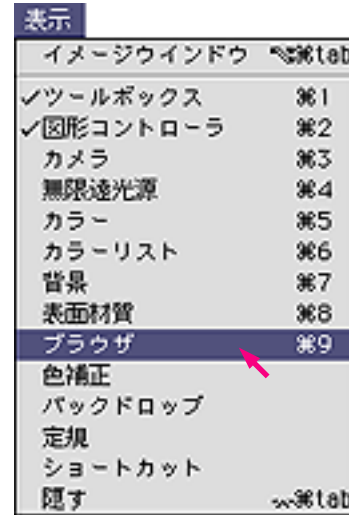 表示
イメージウインドウ ⌥⌘tab
✓ツールボックス ⌘1
✓図形コントローラ ⌘2
カメラ ⌘3
無限遠光源 ⌘4
カラー ⌘5
カラーリスト ⌘6
背景 ⌘7
表面材質 ⌘8
ブラウザ ⌘9
色補正
バックドロップ
定規
ショートカット
隠す ⌘tab